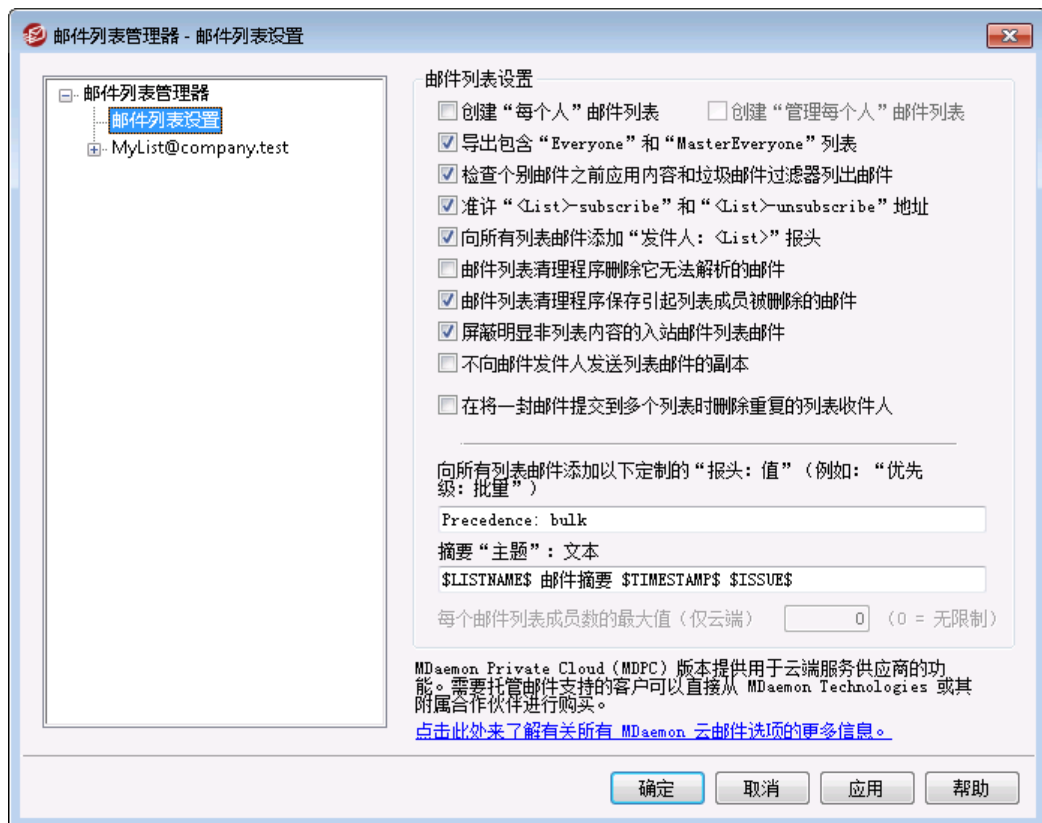 邮件列表管理器 - 邮件列表设置
邮件列表管理器
邮件列表设置
MyList@company.test
邮件列表设置
创建“每个人”邮件列表
创建“管理每个人”邮件列表
导出包含“Everyone”和“MasterEveryone”列表
检查个别邮件之前应用内容和垃圾邮件过滤器列出邮件
准许“<List>-subscribe”和“<List>-unsubscribe”地址
向所有列表邮件添加“发件人: <List>”报头
邮件列表清理程序删除它无法解析的邮件
邮件列表清理程序保存引起列表成员被删除的邮件
屏蔽明显非列表内容的入站邮件列表邮件
不向邮件发件人发送列表邮件的副本
在将一封邮件提交到多个列表时删除重复的列表收件人
向所有列表邮件添加以下定制的“报头: 值”（例如: “优先
级: 批量”）
Precedence: bulk
摘要“主题”: 文本
$LISTNAME$ 邮件摘要 $TIMESTAMP$ $ISSUE$
每个邮件列表成员数的最大值（仅云端）
0
（0 = 无限制）
MDaemon Private Cloud (MDPC) 版本提供用于云端服务供应商的功
能。需要托管邮件支持的客户可以直接从 MDaemon Technologies 或其
附属合作伙伴进行购买。
点击此处来了解有关所有 MDaemon 云邮件选项的更多信息。
确定
取消
应用
帮助